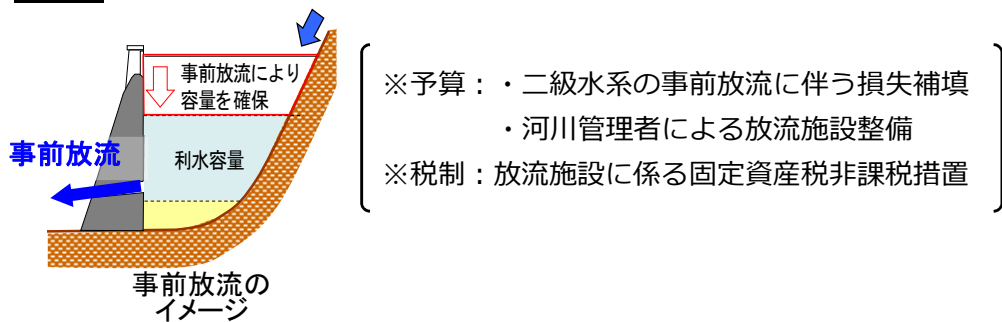 事前放流により
容量を確保
事前放流
利水容量
事前放流の
イメージ
※予算：・二級水系の事前放流に伴う損失補填
・河川管理者による放流施設整備
※税制：放流施設に係る固定資産税非課税措置